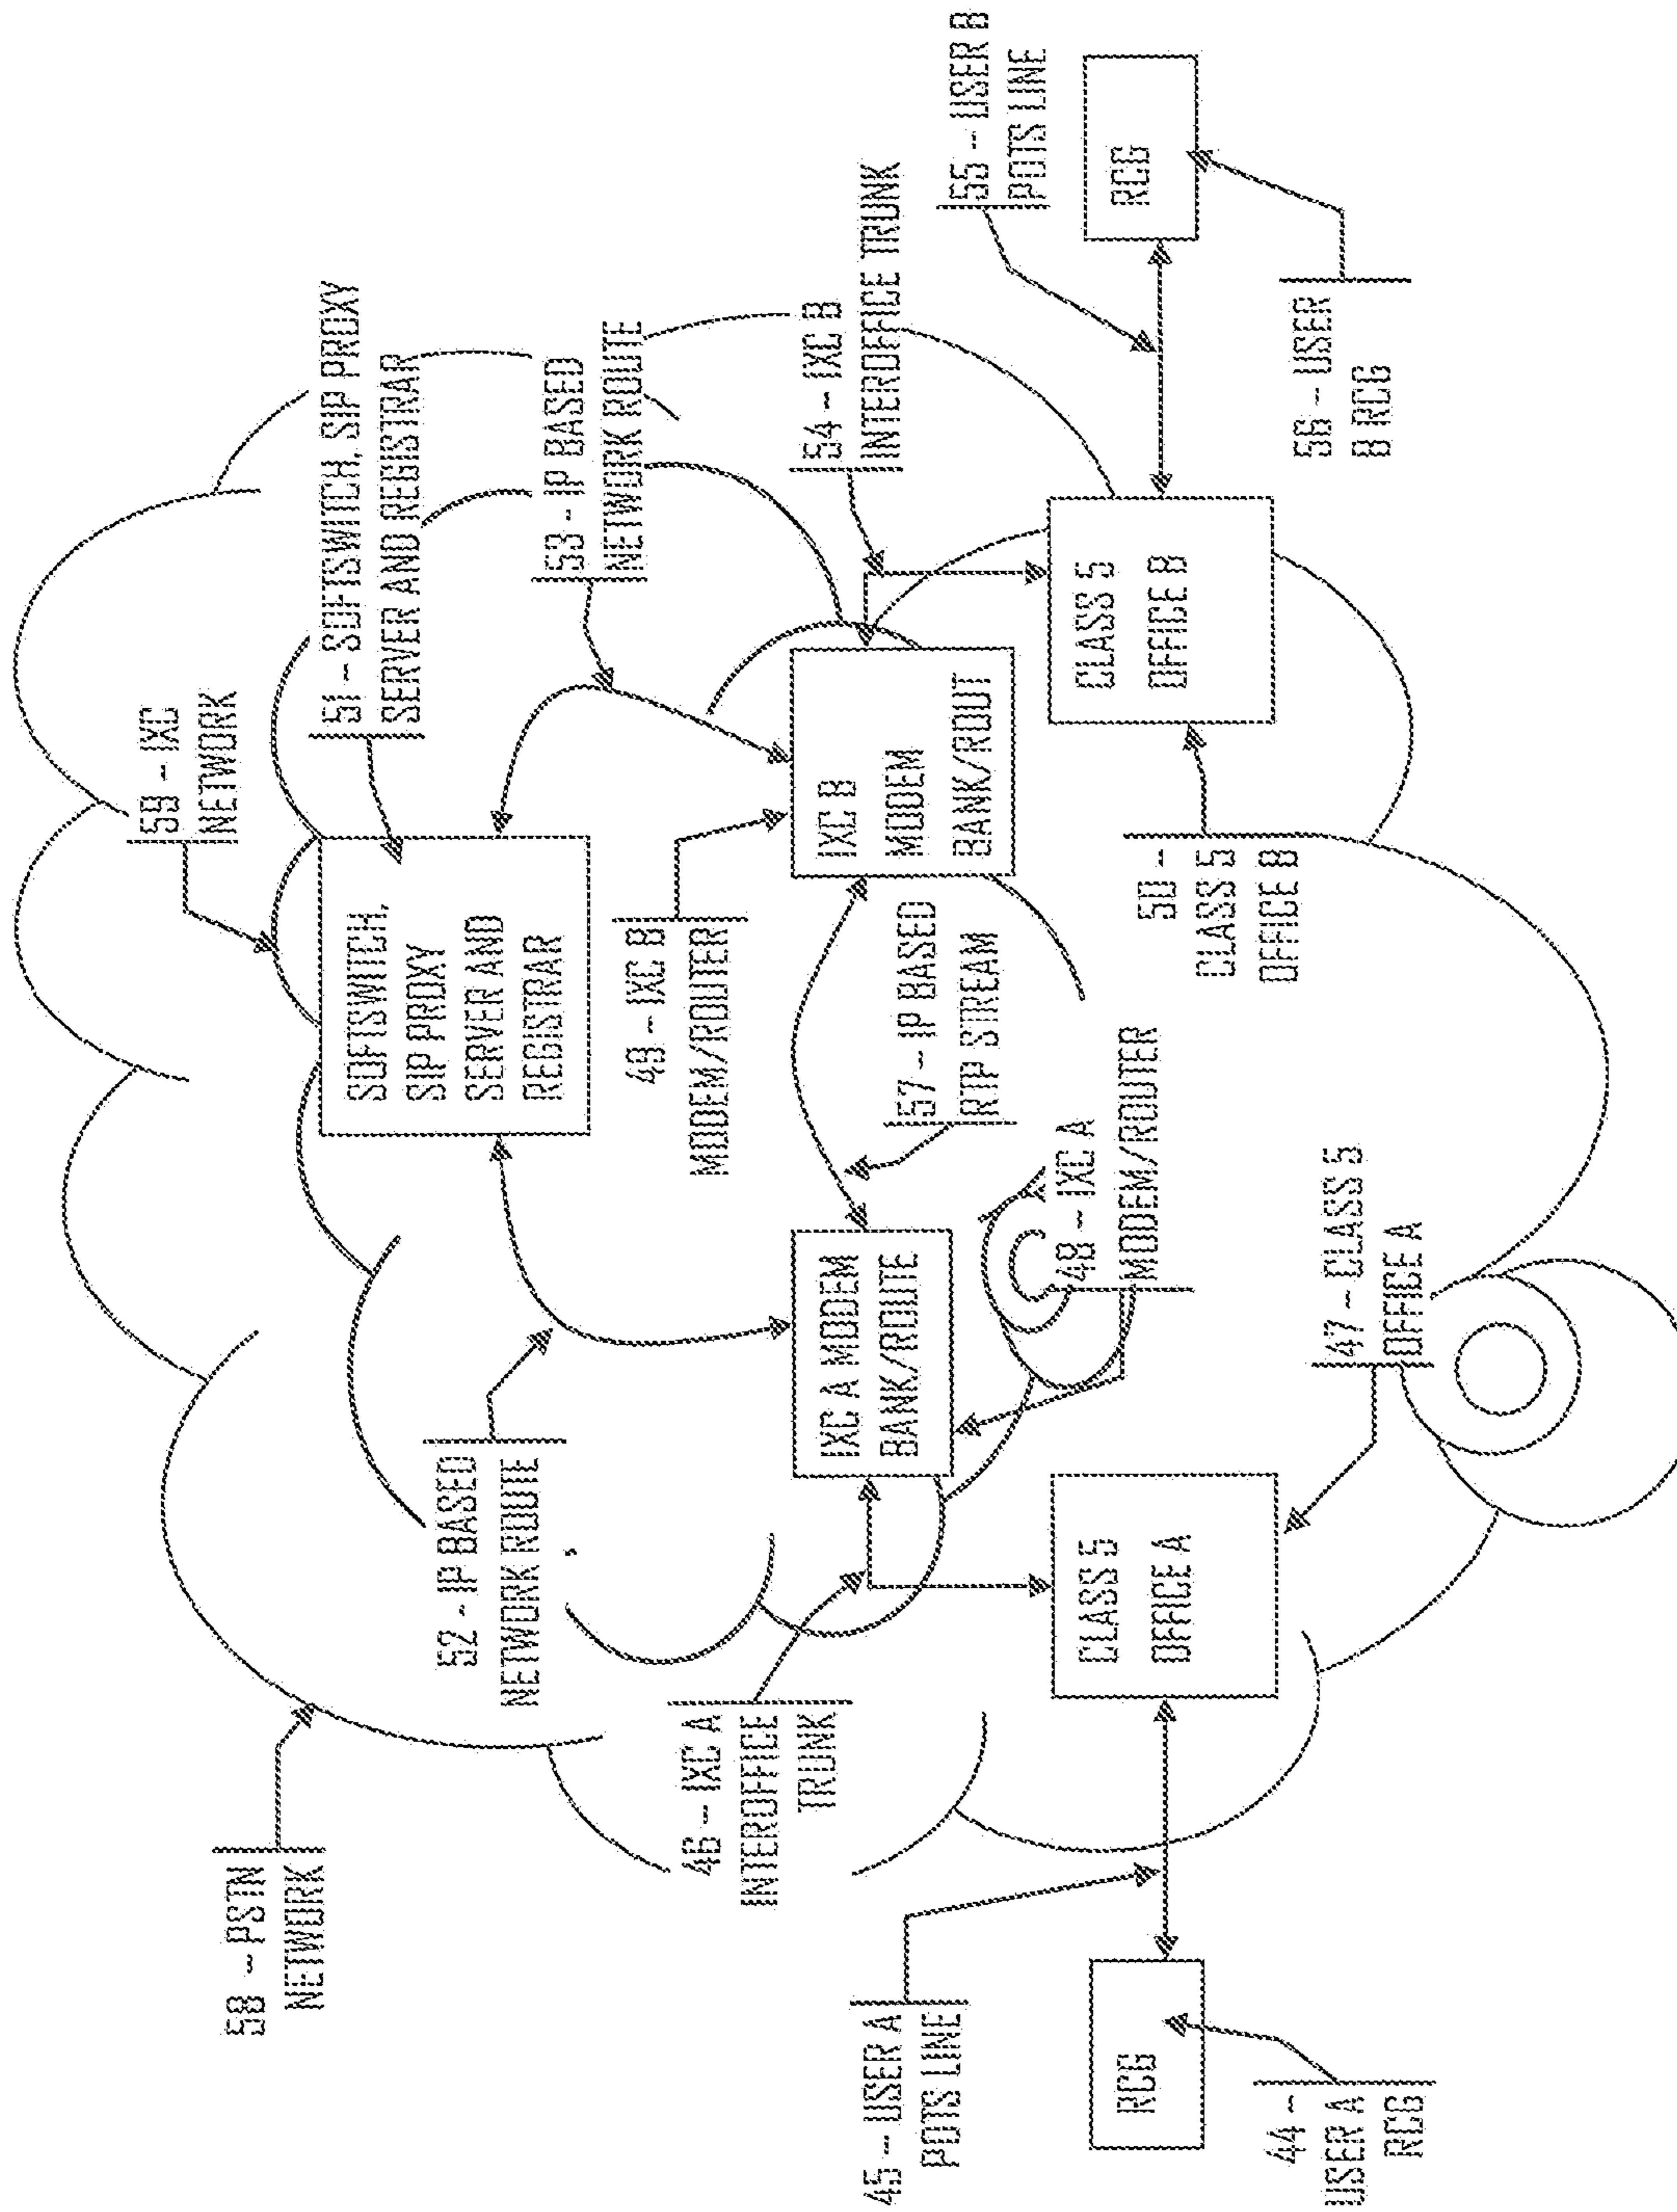 58 - PSTN
NETWORK
59 - IXC
NETWORK
51 - SOFTSWITCH, SIP PROXY
SERVER AND REGISTRAR
SOFTSWITCH,
SIP PROXY
SERVER AND
REGISTRAR
52 - IP BASED
NETWORK ROUTE
53 - IP BASED
NETWORK ROUTE
49 - IXC B
MODEM/ROUTER
46 - IXC A
INTEROFFICE
TRUNK
IXC A MODEM
BANK/ROUTE
57 - IP BASED
RTP STREAM
IXC B
MODEM
BANK/ROUT
54 - IXC B
INTEROFFICE TRUNK
45 - USER A
POTS LINE
48 - IXC A
MODEM/ROUTER
55 - USER B
POTS LINE
RCG
CLASS 5
OFFICE A
CLASS 5
OFFICE B
RCG
44 -
USER A
RCG
47 - CLASS 5
OFFICE A
50 -
CLASS 5
OFFICE B
56 - USER
B RCG